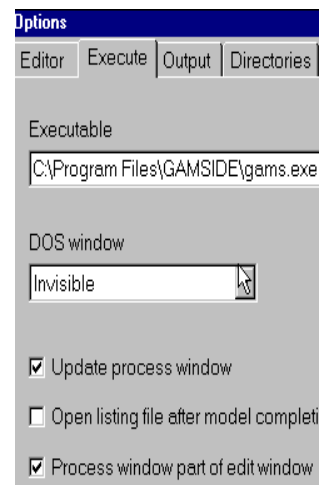 Options
Editor Execute Output Directories
Executable
C:\Program Files\GAMSIDE\gams.exe
DOS window
Invisible
Update process window
Open listing file after model completi
Process window part of edit window